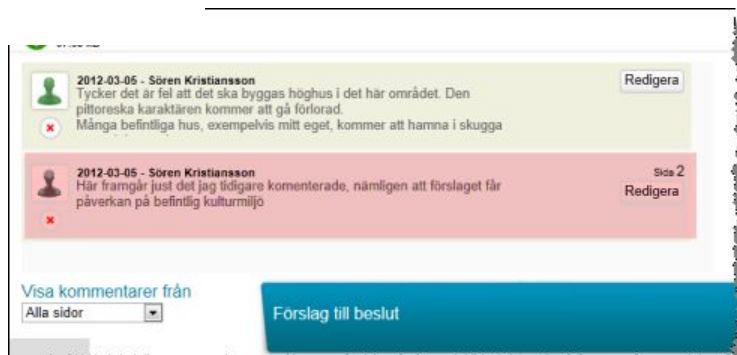 2012-03-05 - Sören Kristiansson
Redigera
Tycker det är fel att det ska byggas höghus i det här området. Den
pittoreska karaktären kommer att gå förlorad.
Många befintliga hus, exempelvis mitt eget, kommer att hamna i skugga
2012-03-05 - Sören Kristiansson
Sida 2
Här framgår just det jag tidigare komenterade, nämligen att förslaget får
Redigera
påverkan på befintlig kulturmiljö
Visa kommentarer från
Alla sidor
Förslag till beslut